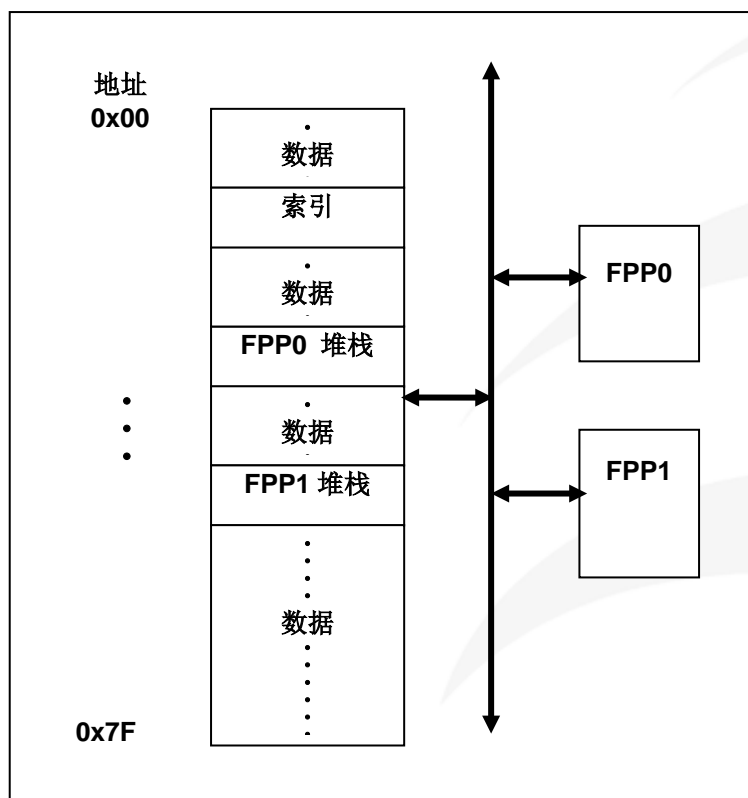 地址
0x00
数据
索引
数据
FPP0 堆栈
数据
FPP1 堆栈
数据
0x7F
FPP0
FPP1